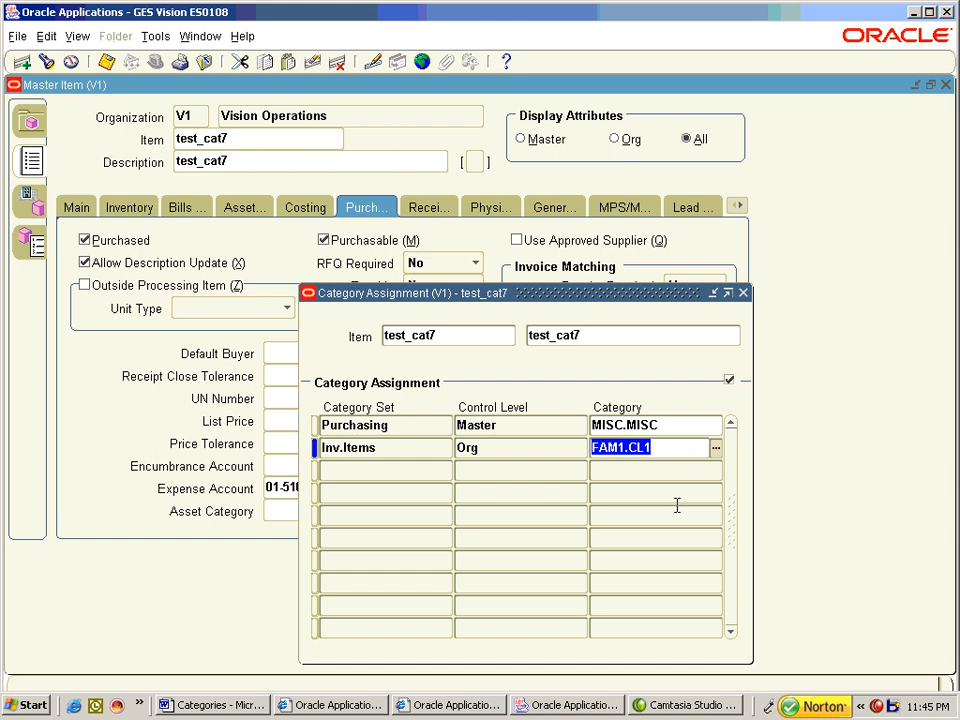 Oracle Applications - GES Vision ES0108
File Edit View Folder Tools Window Help
ORACLE
Master Item (V1)
Organization V1 Vision Operations
Item test_cat7
Description test_cat7 [ ]
Display Attributes
Master Org All
Main Inventory Bills ... Asset... Costing Purch... Recei... Physi... Gener... MPS/M... Lead ...
Purchased Purchasable (M) Use Approved Supplier (Q)
Allow Description Update (X) RFQ Required No Invoice Matching
Outside Processing Item (Z)
Unit Type
Category Assignment (V1) - test_cat7
Item test_cat7 test_cat7
Default Buyer
Receipt Close Tolerance
UN Number
List Price
Price Tolerance
Encumbrance Account
Expense Account 01-510
Asset Category
Category Assignment
Category Set Control Level Category
Purchasing Master MISC.MISC
Inv.Items Org FAM1.CL1
Start Categories - Micr... Oracle Application... Oracle Application... Oracle Applicatio... Camtasia Studio ... Norton 11:45 PM